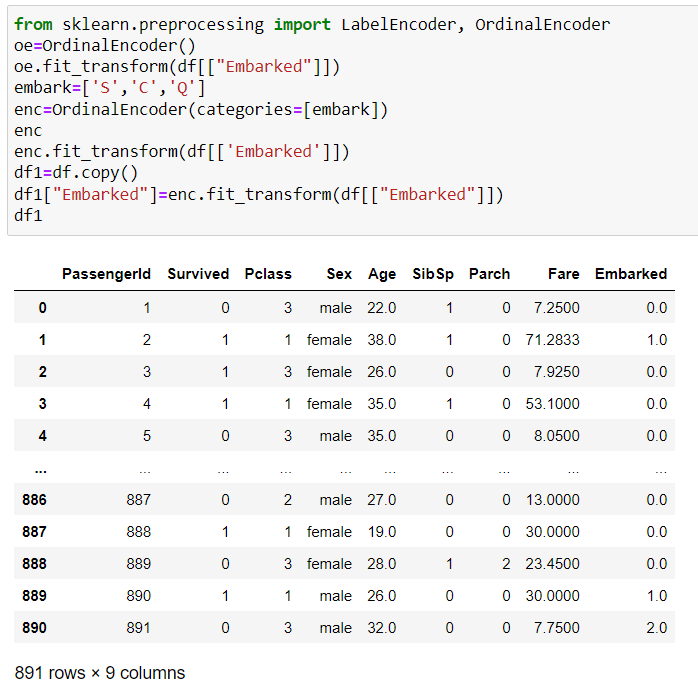 from sklearn.preprocessing import LabelEncoder, OrdinalEncoder
oe=OrdinalEncoder()
oe.fit_transform(df[["Embarked"]])
embark=['S','C','Q']
enc=OrdinalEncoder(categories=[embark])
enc
enc.fit_transform(df[['Embarked']])
df1=df.copy()
df1["Embarked"]=enc.fit_transform(df[["Embarked"]])
df1
PassengerId Survived Pclass Sex Age SibSp Parch Fare Embarked
0 1 0 3 male 22.0 1 0 7.2500 0.0
1 2 1 1 female 38.0 1 0 71.2833 1.0
2 3 1 3 female 26.0 0 0 7.9250 0.0
3 4 1 1 female 35.0 1 0 53.1000 0.0
4 5 0 3 male 35.0 0 0 8.0500 0.0
... ... ... ... ... ... ... ... ... ...
886 887 0 2 male 27.0 0 0 13.0000 0.0
887 888 1 1 female 19.0 0 0 30.0000 0.0
888 889 0 3 female 28.0 1 2 23.4500 0.0
889 890 1 1 male 26.0 0 0 30.0000 1.0
890 891 0 3 male 32.0 0 0 7.7500 2.0
891 rows × 9 columns